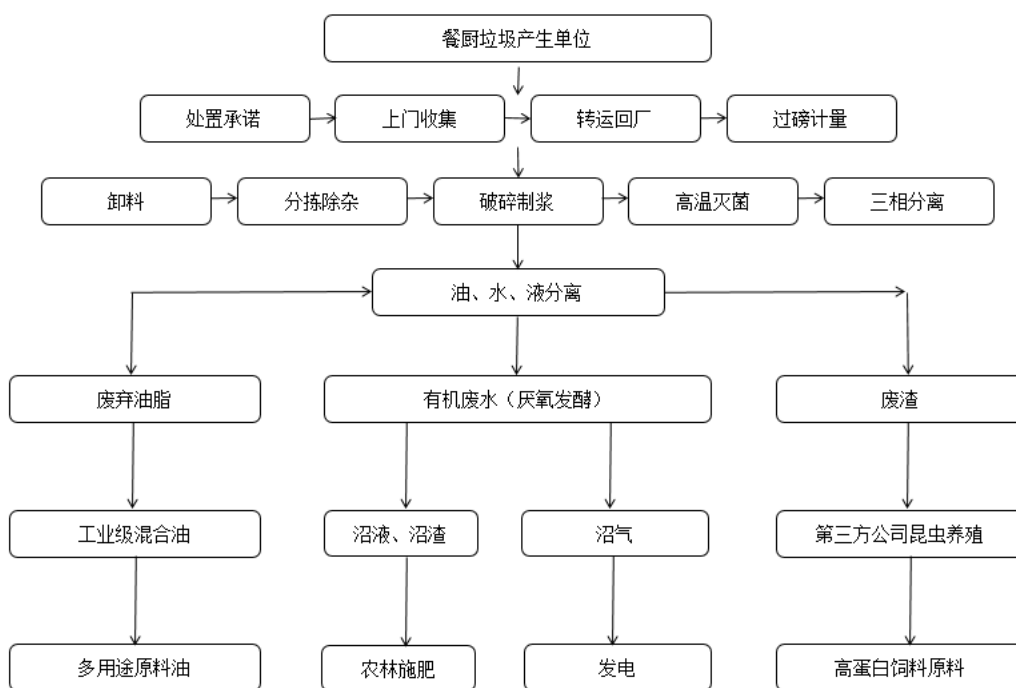 餐厨垃圾产生单位
处置承诺
上门收集
转运回厂
过磅计量
卸料
分拣除杂
破碎制浆
高温灭菌
三相分离
油、水、液分离
废弃油脂
有机废水（厌氧发酵）
废渣
工业级混合油
沼液、沼渣
沼气
第三方公司昆虫养殖
多用途原料油
农林施肥
发电
高蛋白饲料原料